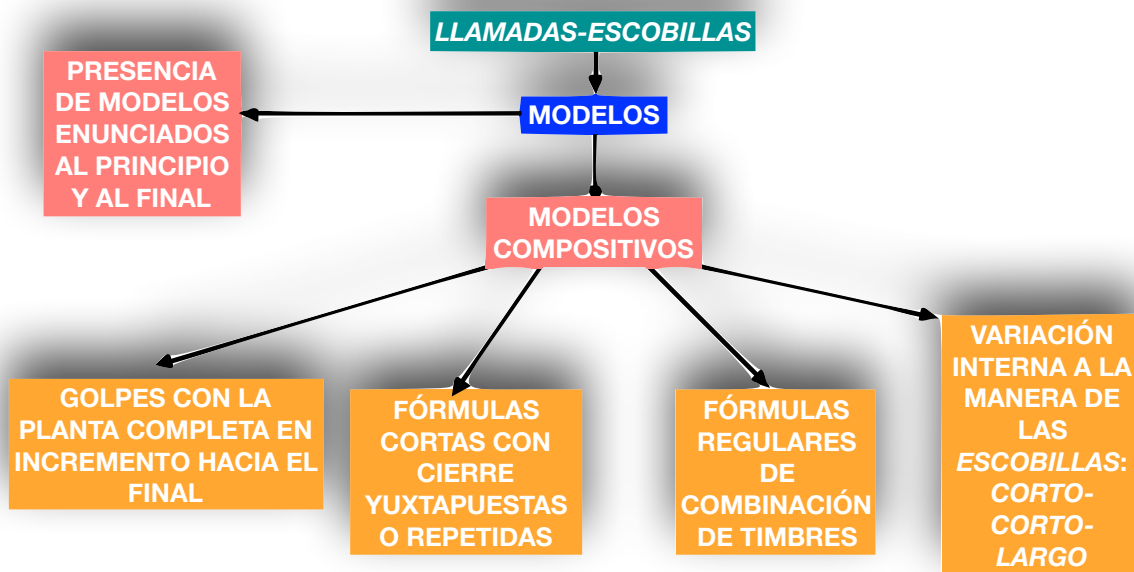 LLAMADAS-ESCOBILLAS
PRESENCIA
DE MODELOS
ENUNCIADOS
AL PRINCIPIO
Y AL FINAL
MODELOS
MODELOS
COMPOSITIVOS
GOLPES CON LA
PLANTA COMPLETA EN
INCREMENTO HACIA EL
FINAL
FÓRMULAS
CORTAS CON
CIERRE
YUXTAPUESTAS
O REPETIDAS
FÓRMULAS
REGULARES
DE
COMBINACIÓN
DE TIMBRES
VARIACIÓN
INTERNA A LA
MANERA DE
LAS
ESCOBILLAS:
CORTO-
CORTO-
LARGO